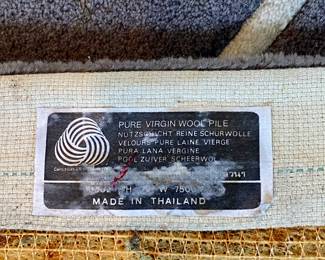 PURE VIRGIN WOOL PILE
NUTZSCHICHT REINE SCHURWOLLE
VELOURS PURE LAINE VIERGE
PURA LANA VERGINE
POOL ZUIVER SCHEERWOL
MADE IN THAILAND